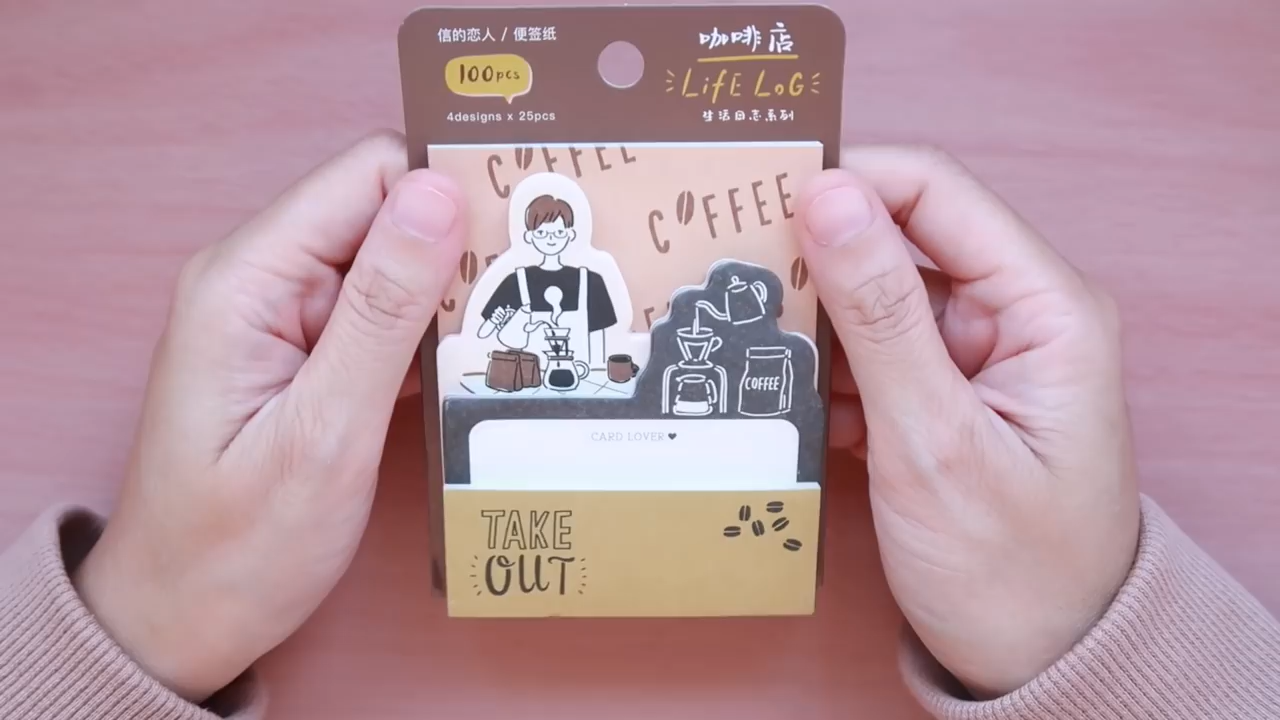 信的恋人 / 便签纸
100pcs
4designs x 25pcs
咖啡店
LifE LoG
生活日志系列
COFFEE
COFFEE
COFFEE
CARD LOVER
TAKE
OUT